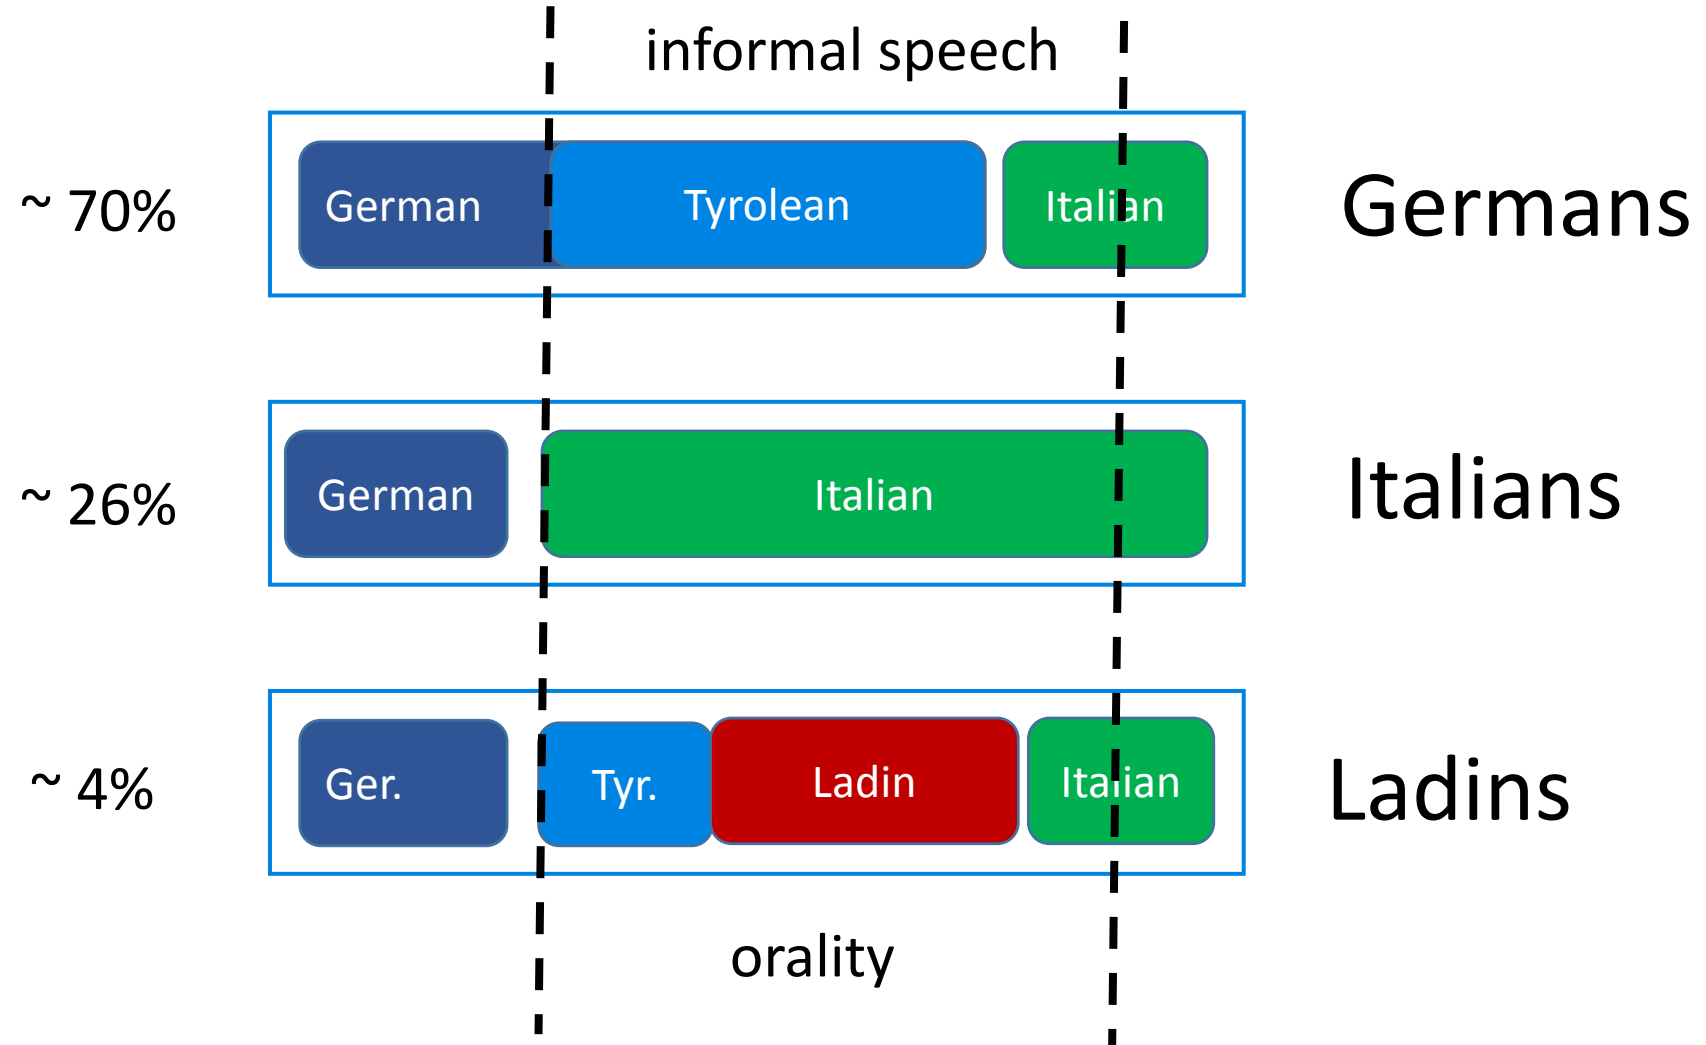 informal speech
~ 70%
German
Tyrolean
Italian
Germans
~ 26%
German
Italian
Italians
~ 4%
Ger.
Tyr.
Ladin
Italian
Ladins
orality